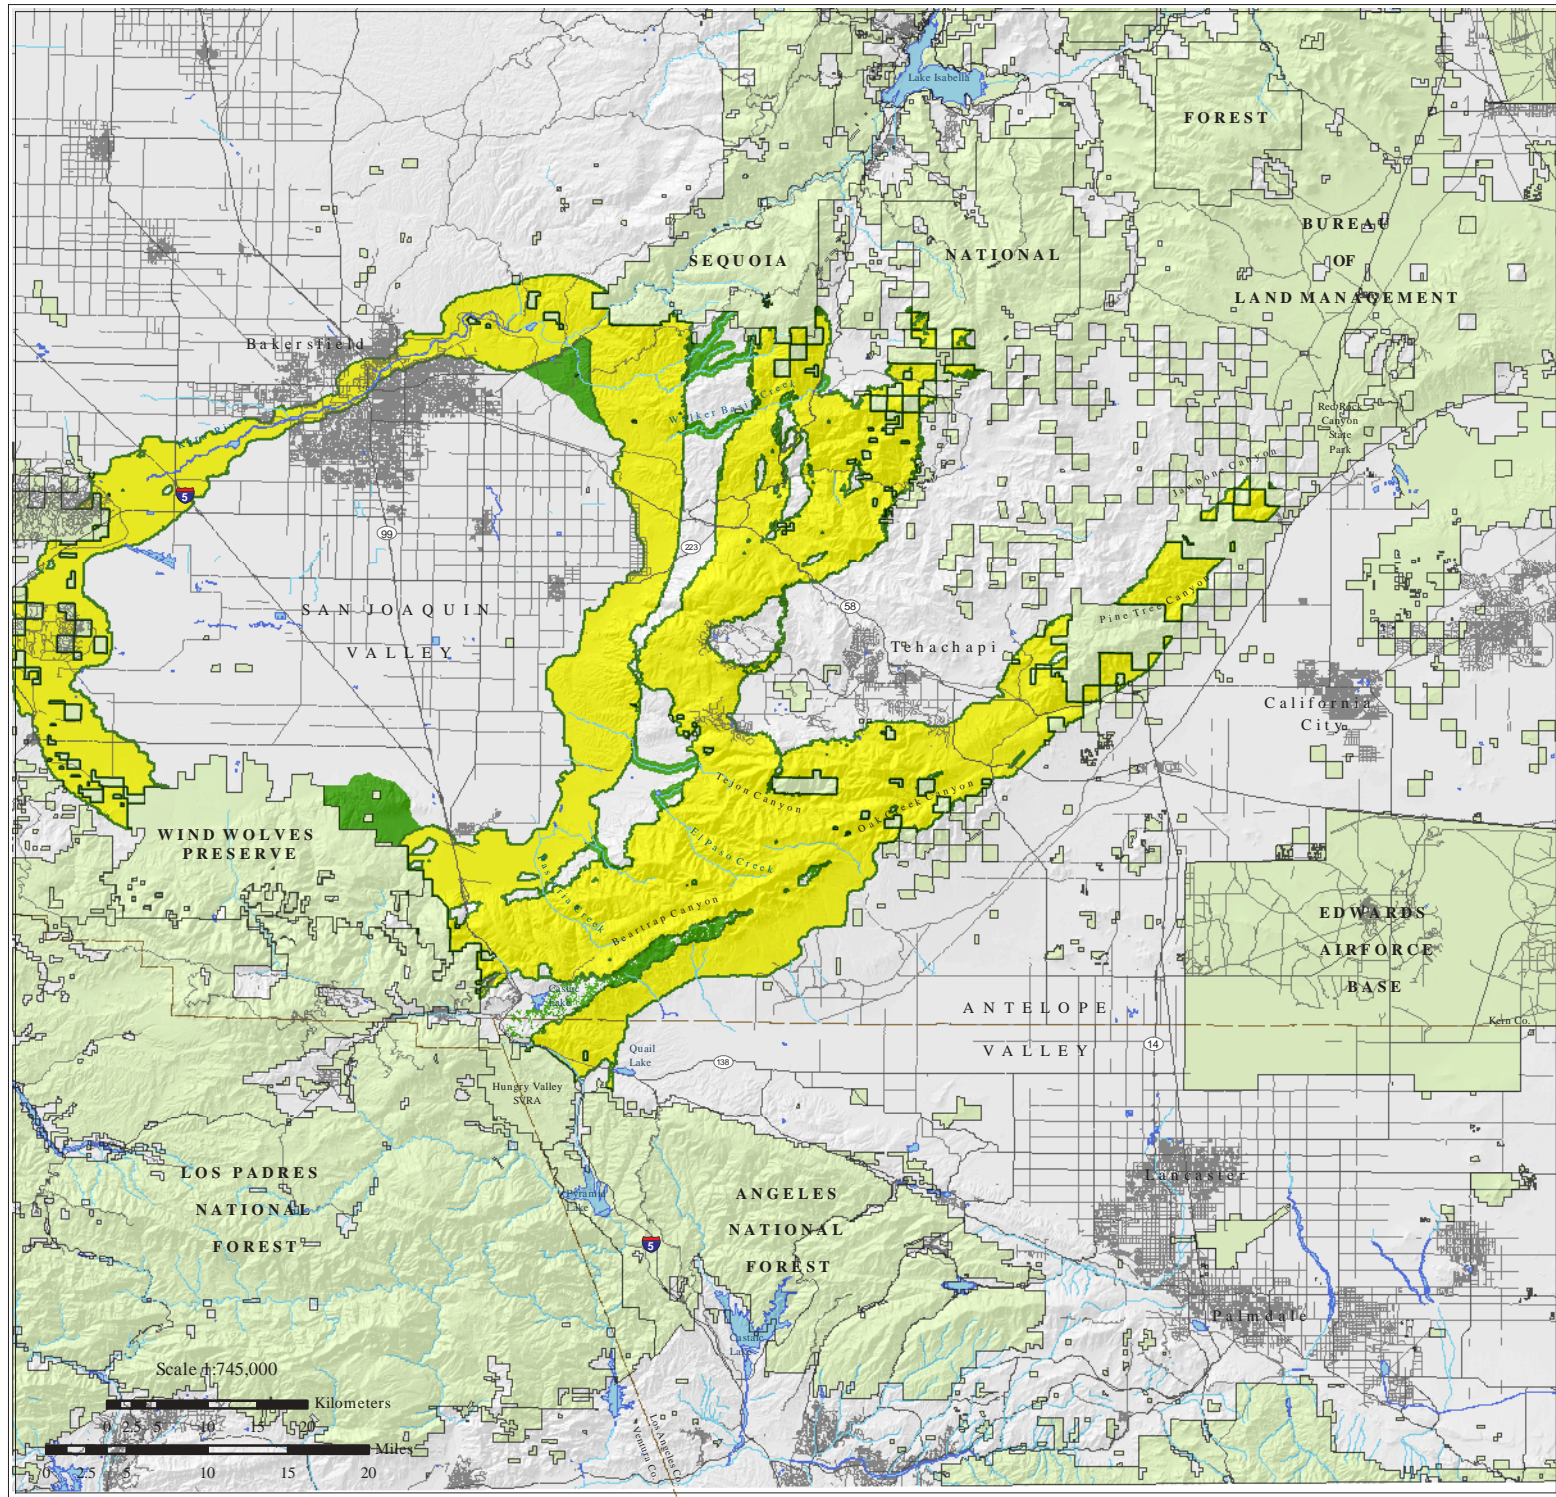 Lake Isabella
FOREST
BUREAU
OF
LAND MANAGEMENT
SEQUOIA
NATIONAL
Bakersfield
Walker Basin Creek
Red Rock
Canyon
State
Park
Jawbone Canyon
5
99
223
58
SAN JOAQUIN
VALLEY
Tehachapi
Pine Tree Canyon
California
City
Tejon Canyon
Oak Creek Canyon
WIND WOLVES
PRESERVE
El Paso Creek
Beartrap Canyon
EDWARDS
AIRFORCE
BASE
Kern Co.
Castac
Lake
ANTELOPE
VALLEY
14
Quail
Lake
138
Hungry Valley
SVRA
LOS PADRES
NATIONAL
FOREST
Pyramid
Lake
5
ANGELES
NATIONAL
FOREST
Lancaster
Palmdale
Castaic
Lake
Los Angeles Co.
Ventura Co.
Scale 1:745,000
Kilometers
0 2.5 5 10 15 20
Miles
0 2.5 5 10 15 20